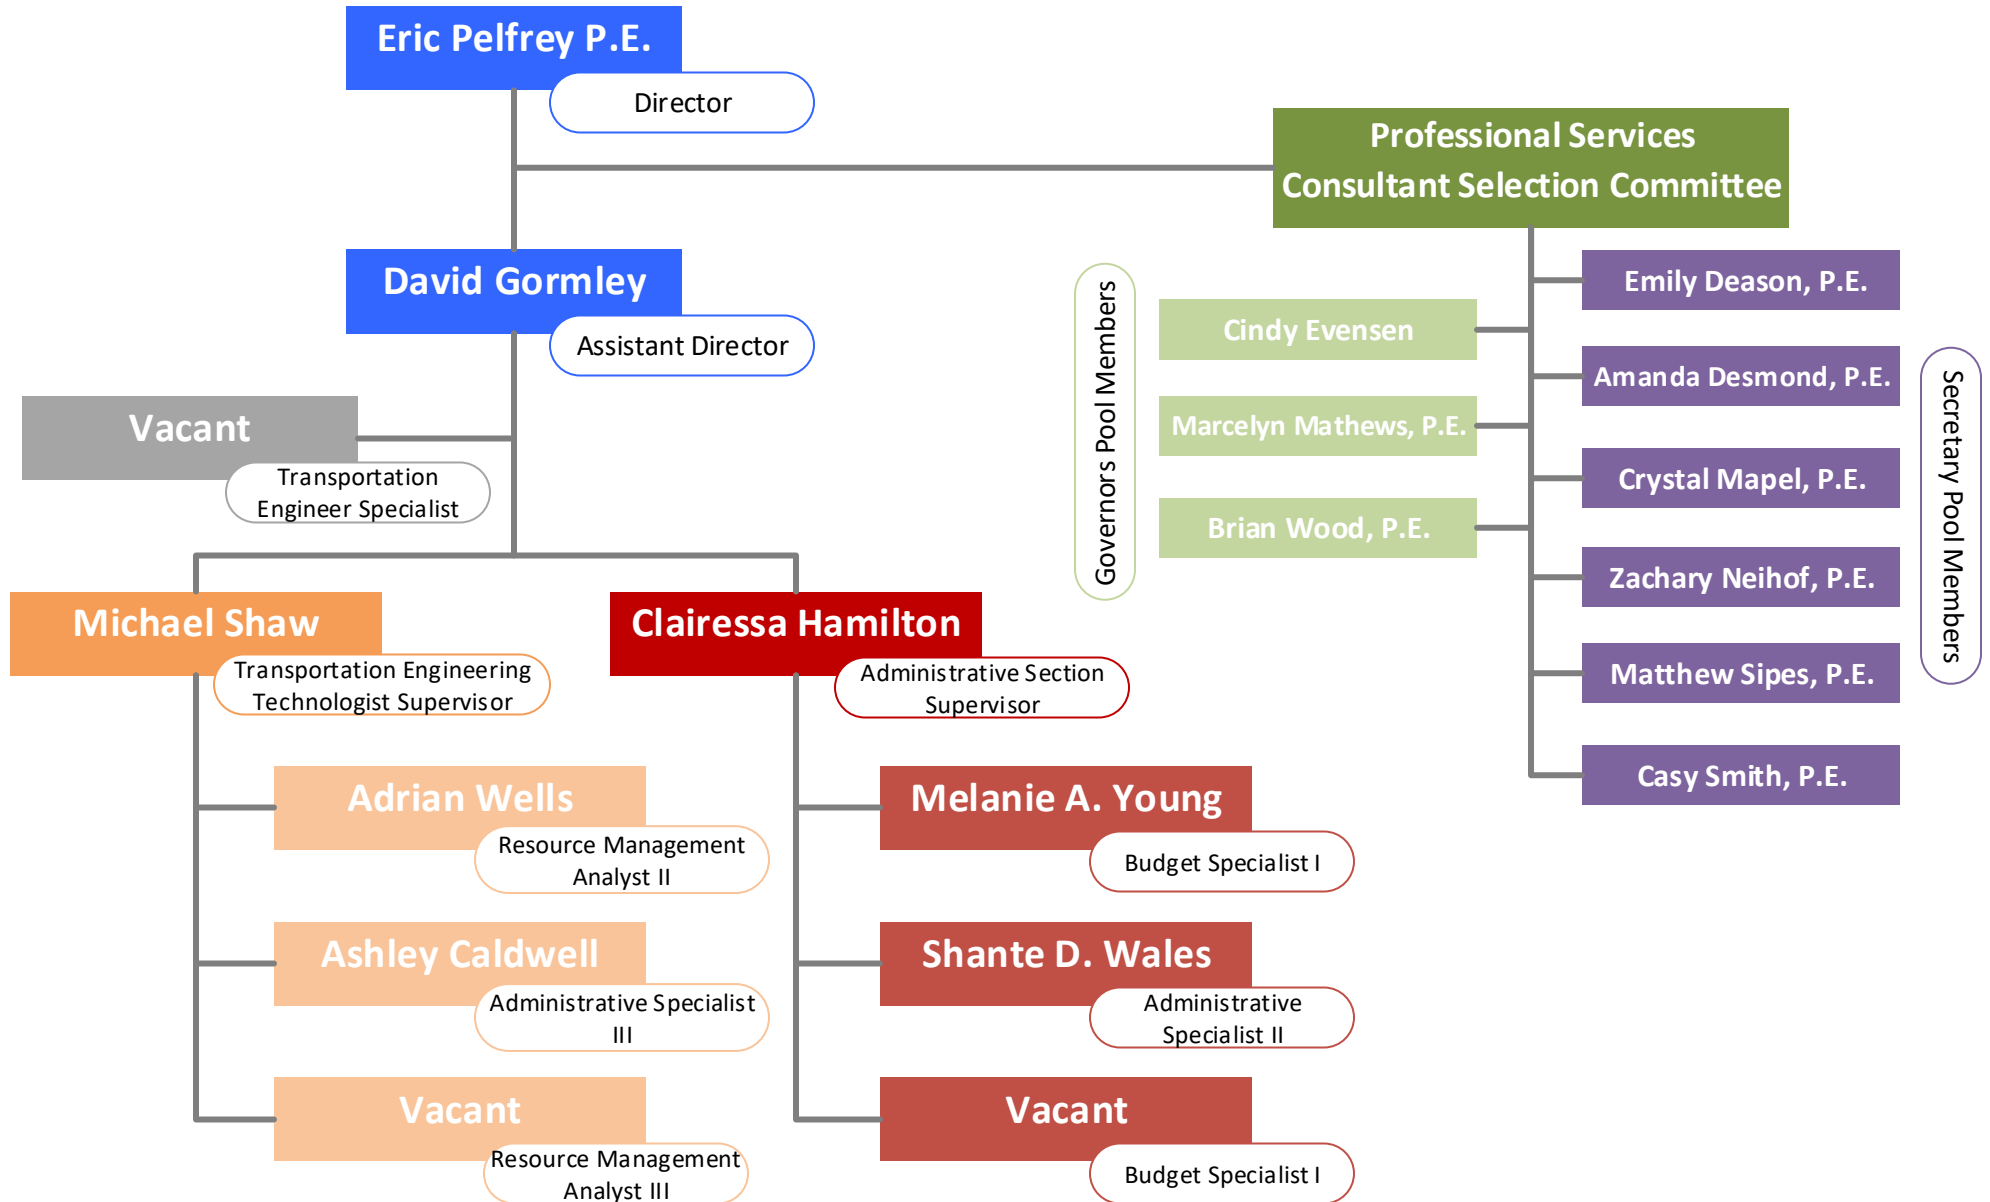 Eric Pelfrey P.E.
Director
Professional Services
Consultant Selection Committee
David Gormley
Assistant Director
Vacant
Transportation
Engineer Specialist
Governors Pool Members
Cindy Evensen
Marcelyn Mathews, P.E.
Brian Wood, P.E.
Emily Deason, P.E.
Amanda Desmond, P.E.
Crystal Mapel, P.E.
Zachary Neihof, P.E.
Matthew Sipes, P.E.
Casy Smith, P.E.
Secretary Pool Members
Michael Shaw
Transportation Engineering
Technologist Supervisor
Adrian Wells
Resource Management
Analyst II
Ashley Caldwell
Administrative Specialist
III
Vacant
Resource Management
Analyst III
Clairessa Hamilton
Administrative Section
Supervisor
Melanie A. Young
Budget Specialist I
Shante D. Wales
Administrative
Specialist II
Vacant
Budget Specialist I